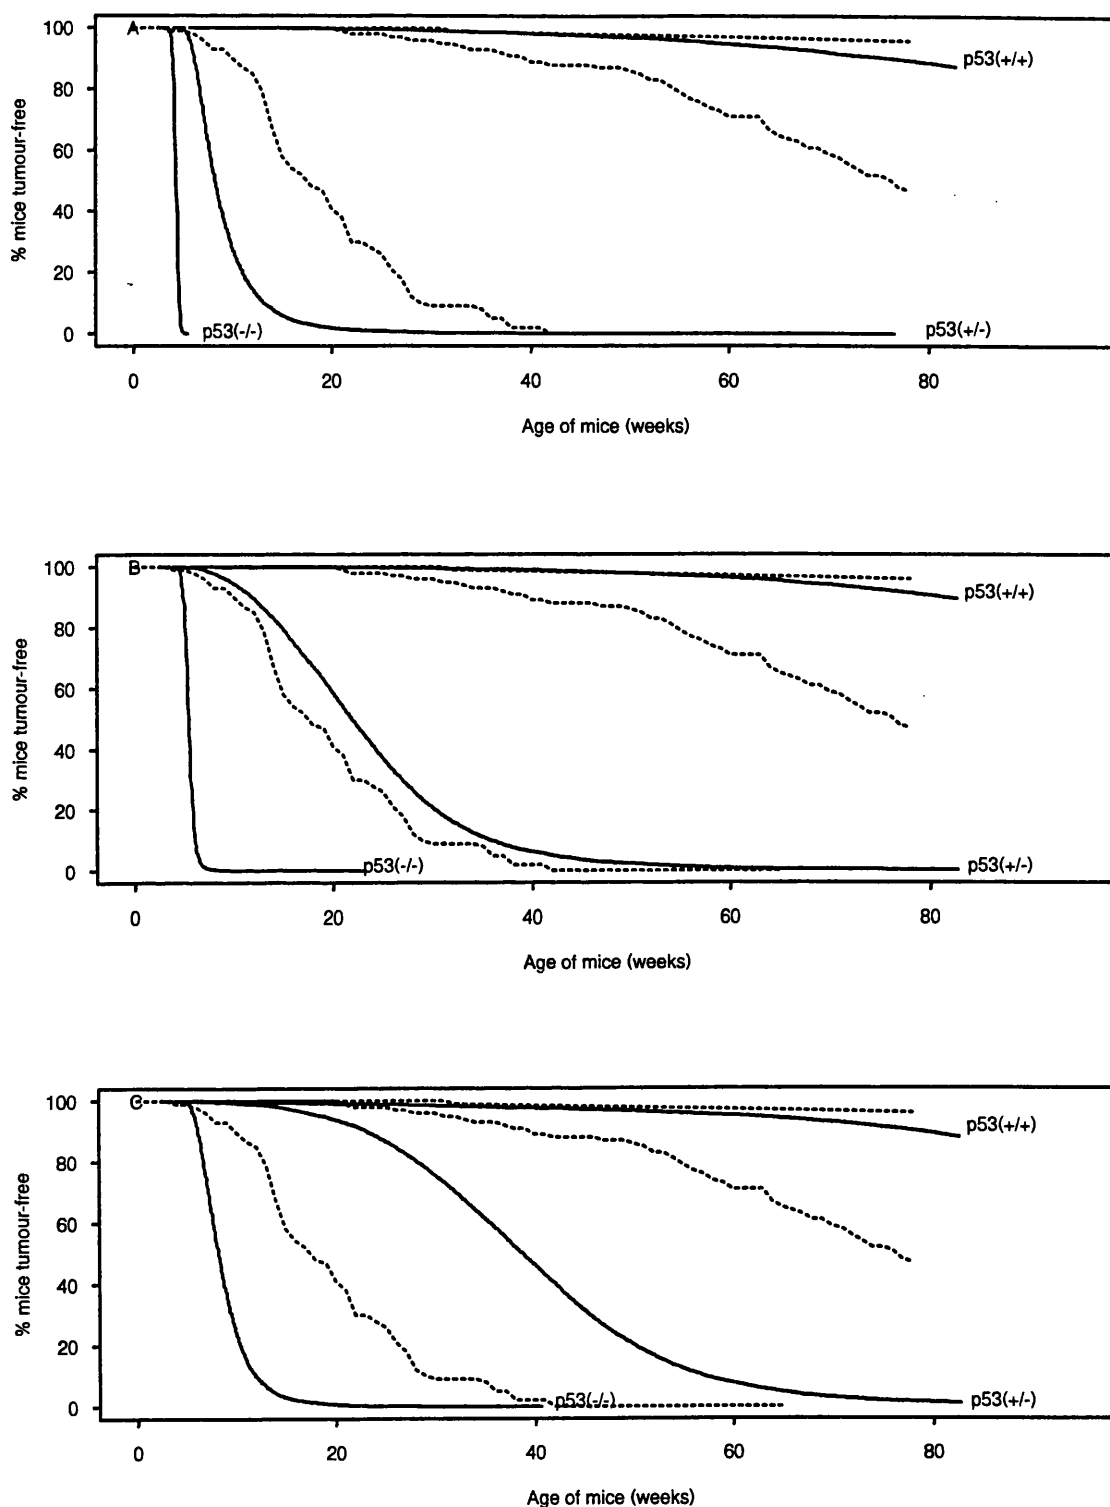 A
100
80
60
40
20
0
% mice tumour-free
p53(+/+)
p53(-/-)
p53(+/-)
0 20 40 60 80
Age of mice (weeks)
B
100
80
60
40
20
0
% mice tumour-free
p53(+/+)
p53(-/-)
p53(+/-)
0 20 40 60 80
Age of mice (weeks)
C
100
80
60
40
20
0
% mice tumour-free
p53(+/+)
p53(-/-)
p53(+/-)
0 20 40 60 80
Age of mice (weeks)